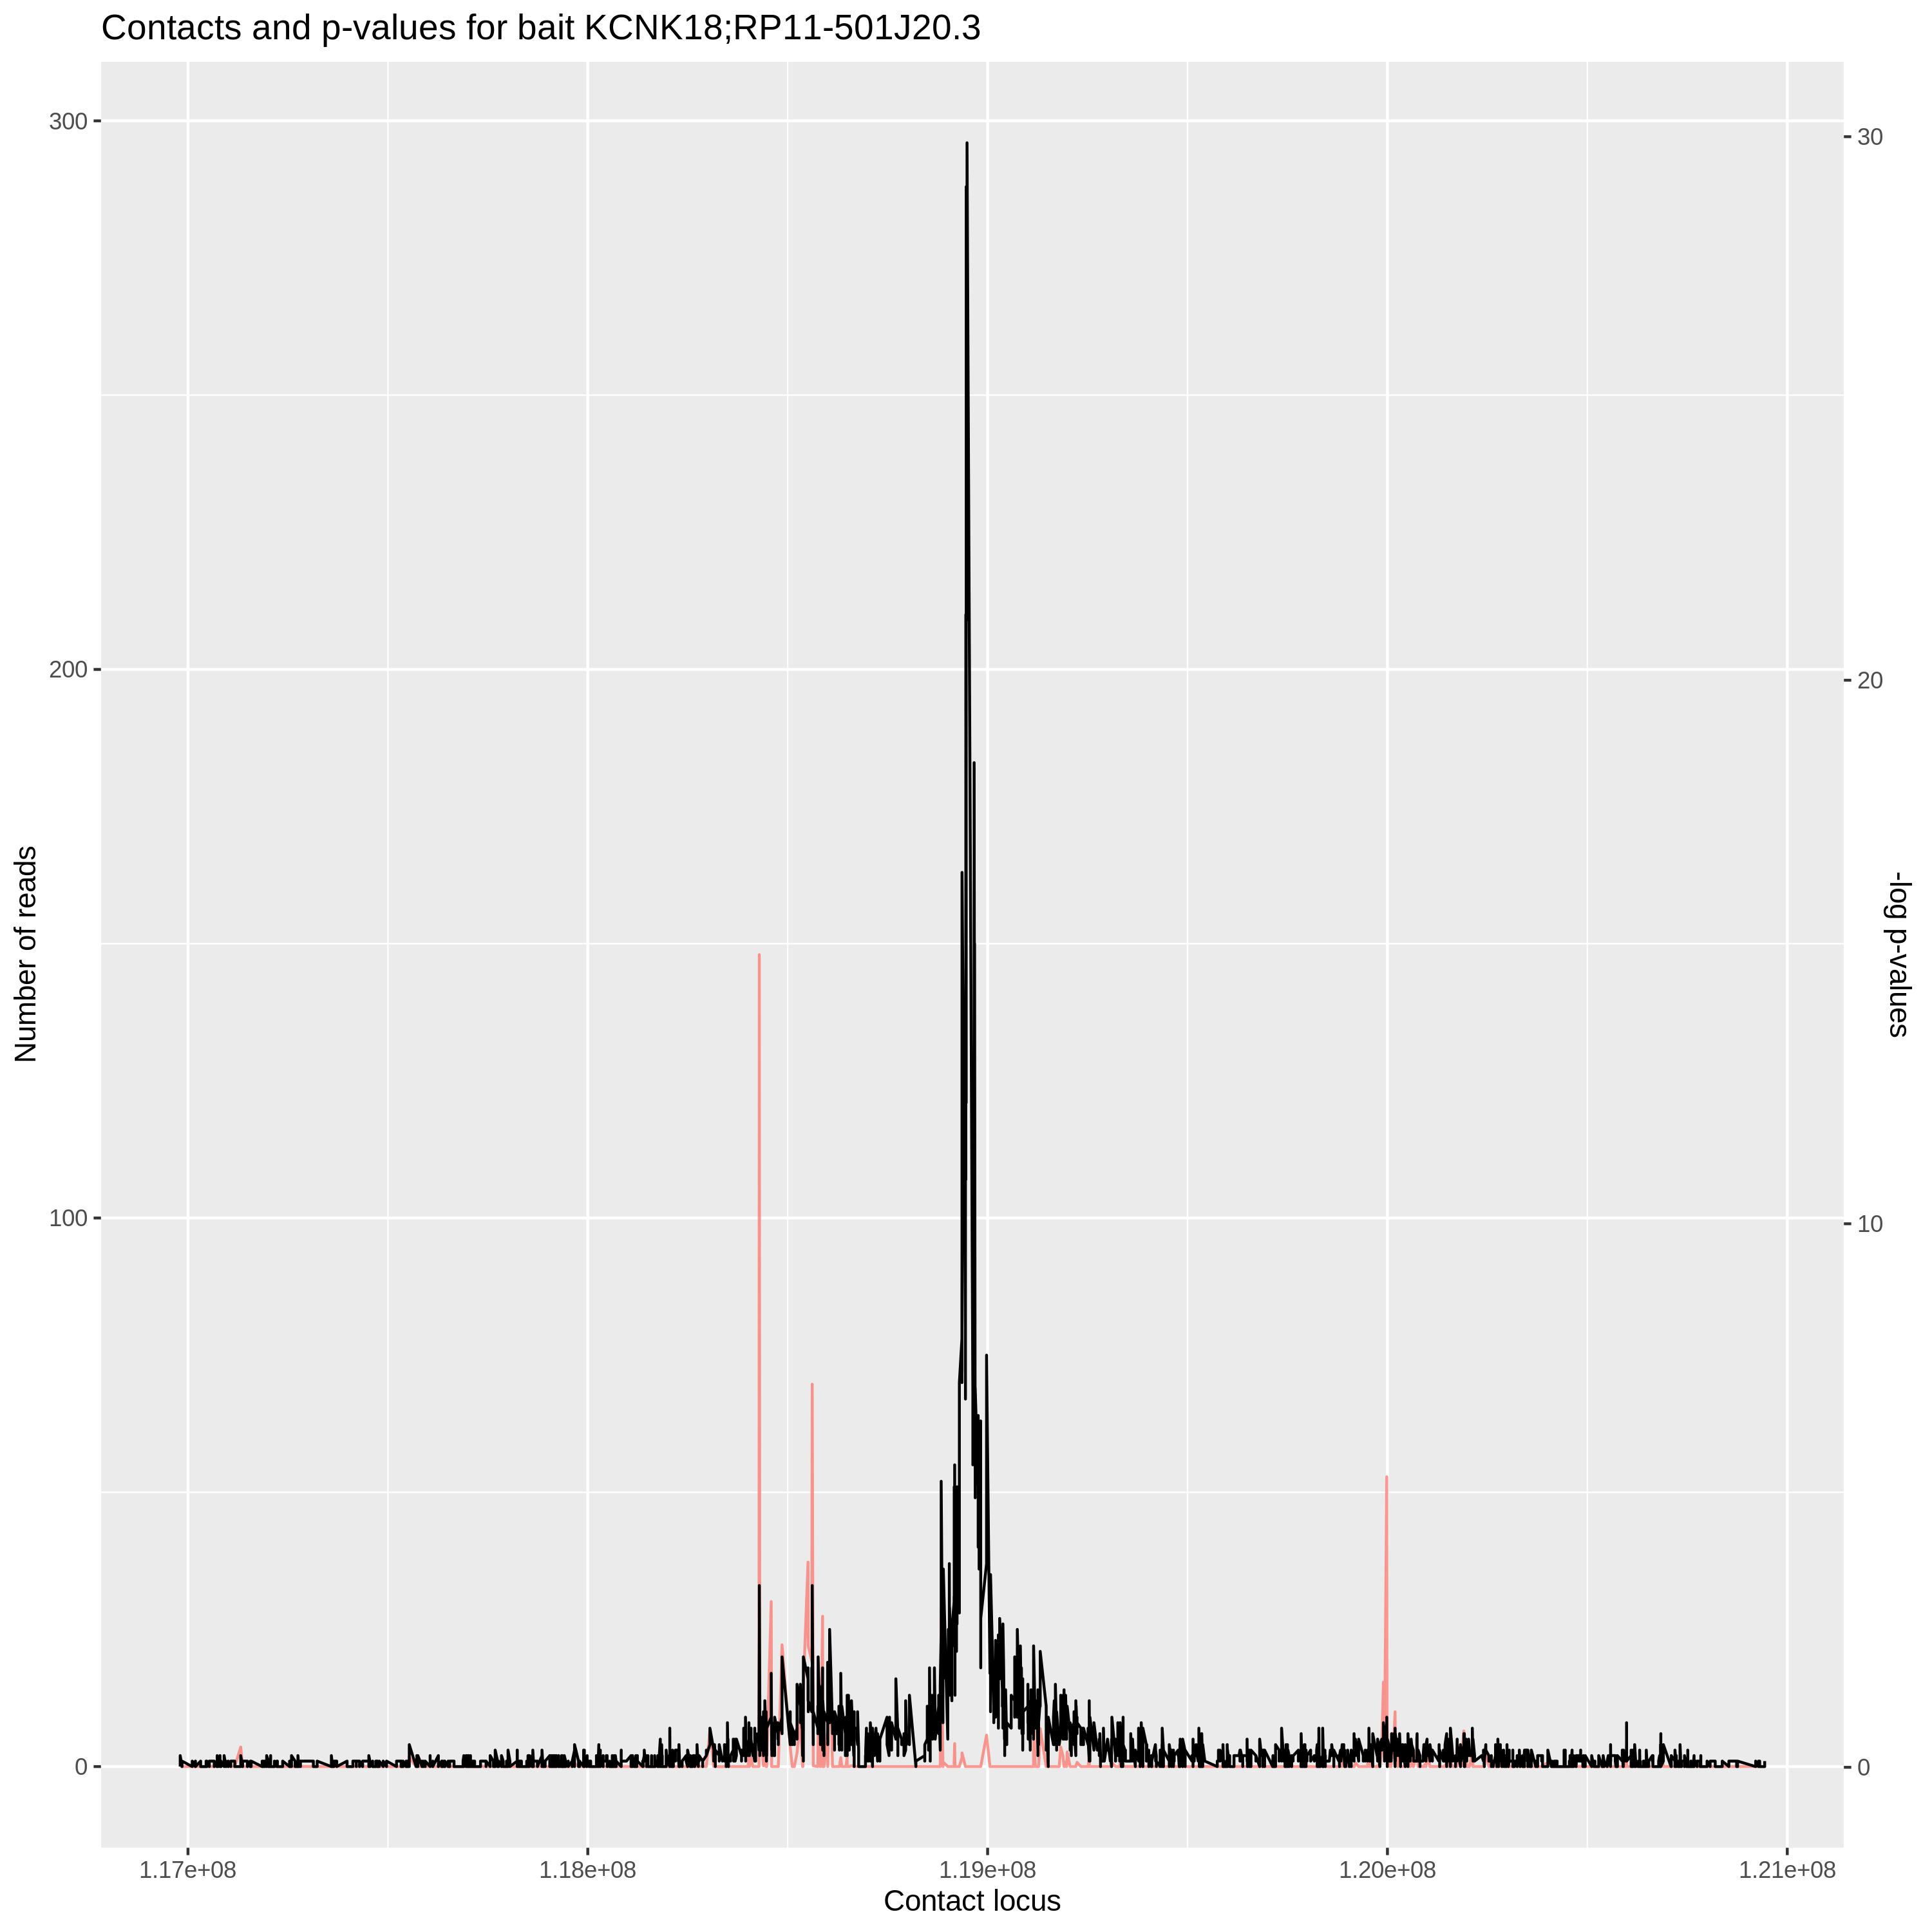 Contacts and p-values for bait KCNK18;RP11-501J20.3
300
200
100
0
Number of reads
30
20
10
0
-log p-values
1.17e+08
1.18e+08
1.19e+08
1.20e+08
1.21e+08
Contact locus